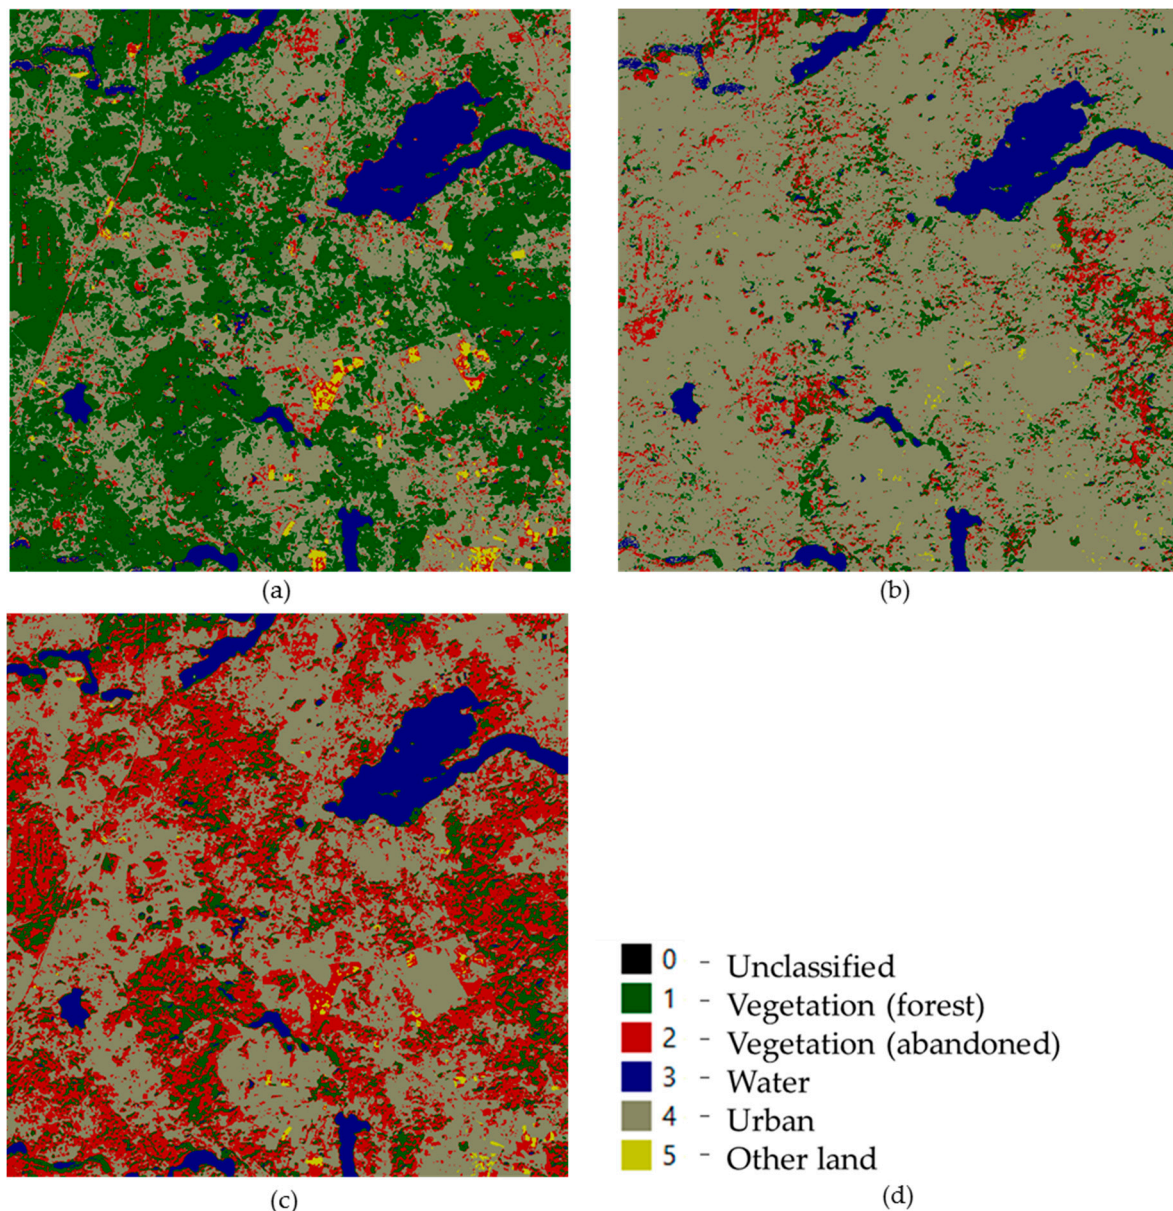 (a)
(b)
0 - Unclassified
1 - Vegetation (forest)
2 - Vegetation (abandoned)
3 - Water
4 - Urban
5 - Other land
(c)
(d)